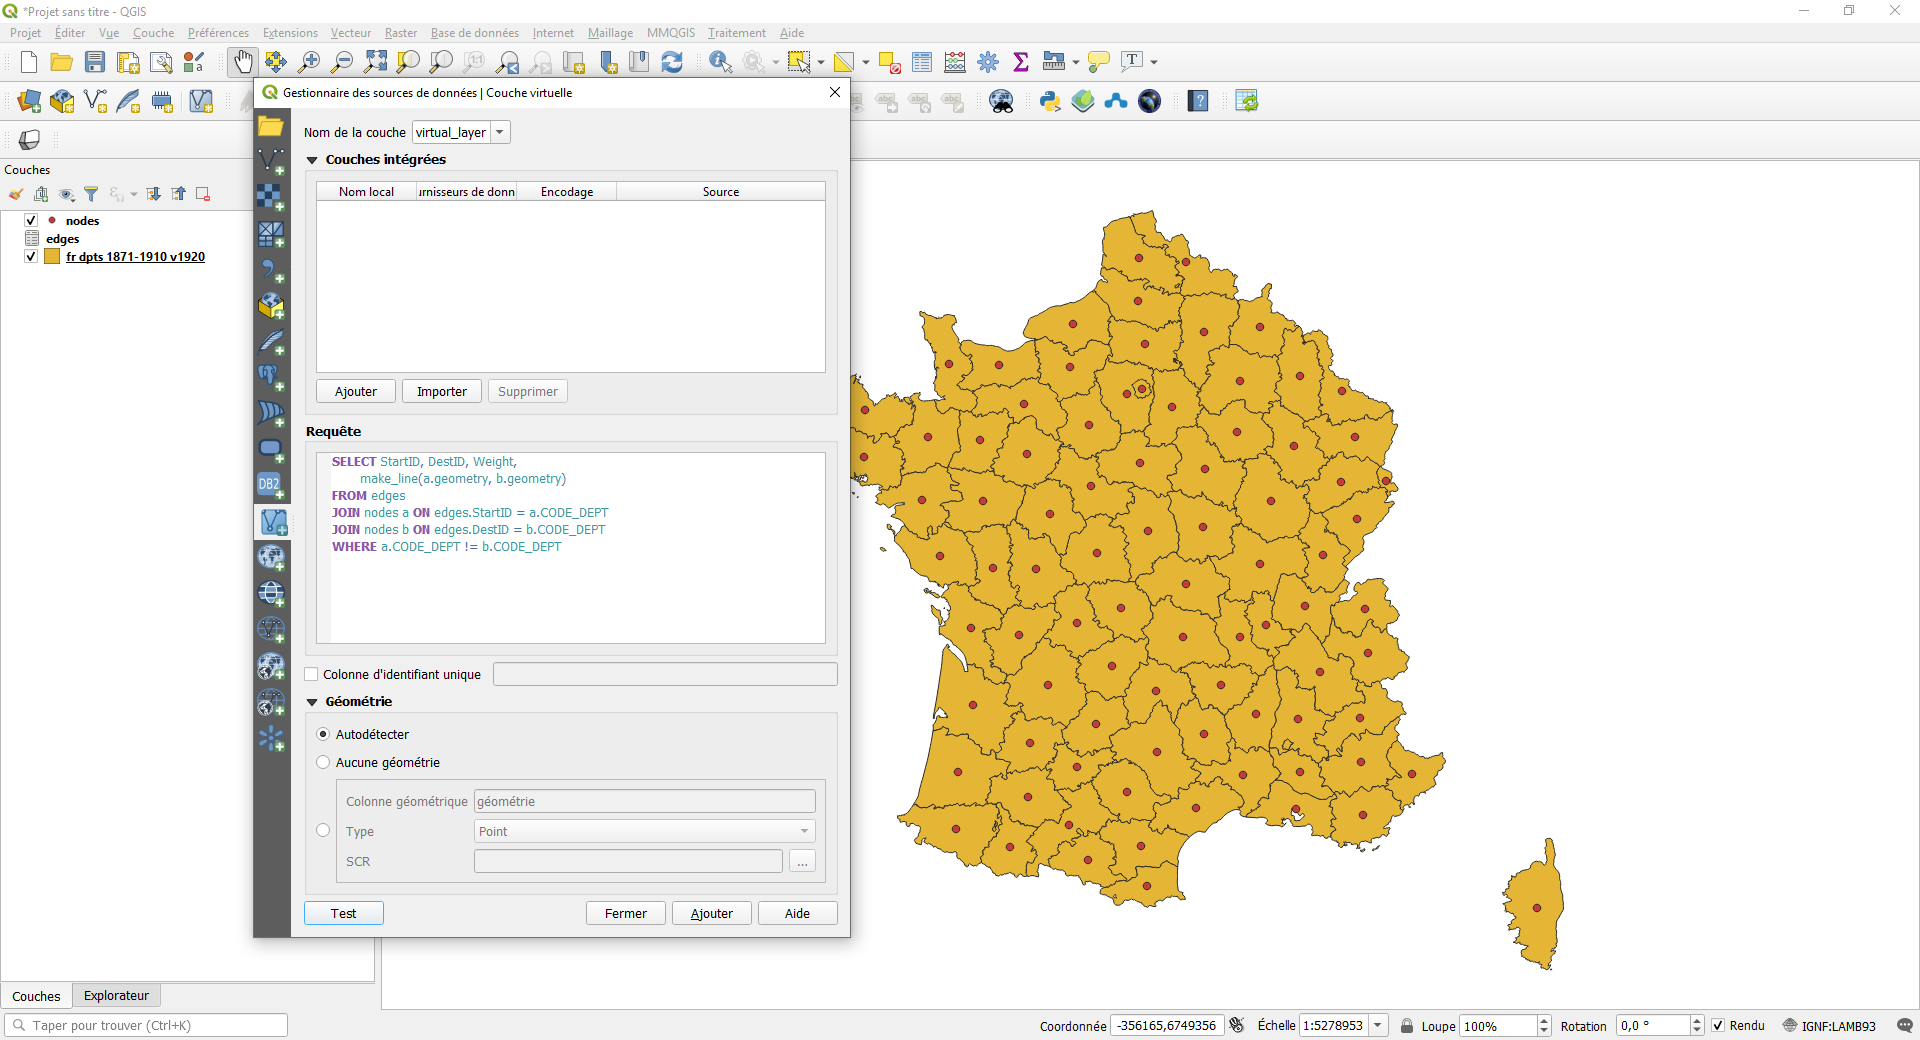 *Projet sans titre - QGIS
Projet Éditer Vue Couche Préférences Extensions Vecteur Raster Base de données Internet Maillage MMQGIS Traitement Aide
Gestionnaire des sources de données | Couche virtuelle
Nom de la couche virtual_layer
Couches intégrées
Nom local urnisseurs de donn Encodage Source
Ajouter Importer Supprimer
Requête
SELECT StartID, DestID, Weight,
make_line(a.geometry, b.geometry)
FROM edges
JOIN nodes a ON edges.StartID = a.CODE_DEPT
JOIN nodes b ON edges.DestID = b.CODE_DEPT
WHERE a.CODE_DEPT != b.CODE_DEPT
Colonne d'identifiant unique
Géométrie
Autodétecter
Aucune géométrie
Colonne géométrique géométrie
Type Point
SCR ...
Test Fermer Ajouter Aide
DB2
Couches
nodes
edges
fr dpts 1871-1910 v1920
Couches Explorateur
Taper pour trouver (Ctrl+K)
Coordonnée -356165,6749356 Échelle 1:5278953 Loupe 100% Rotation 0,0 ° Rendu IGNF:LAMB93